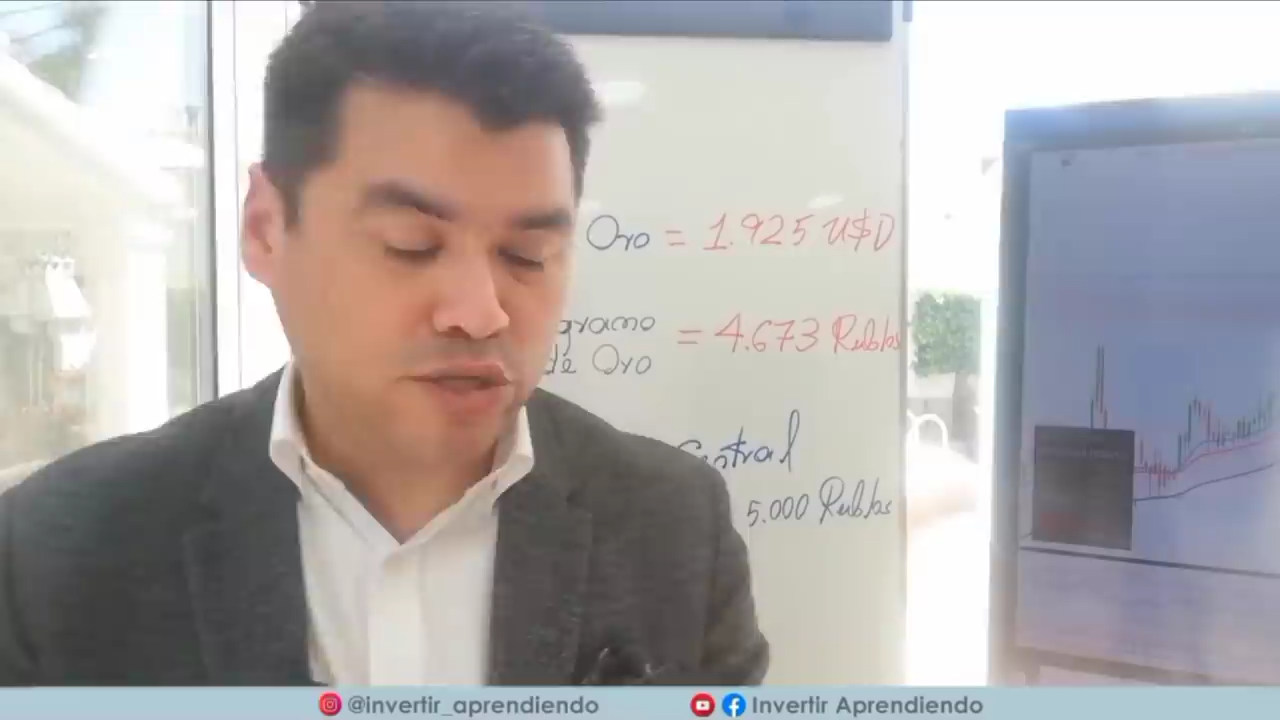 Oro = 1.925 U$D
gramo = 4.673 Rublos
de Oro
Central
5.000 Rublos
@invertir_aprendiendo
Invertir Aprendiendo